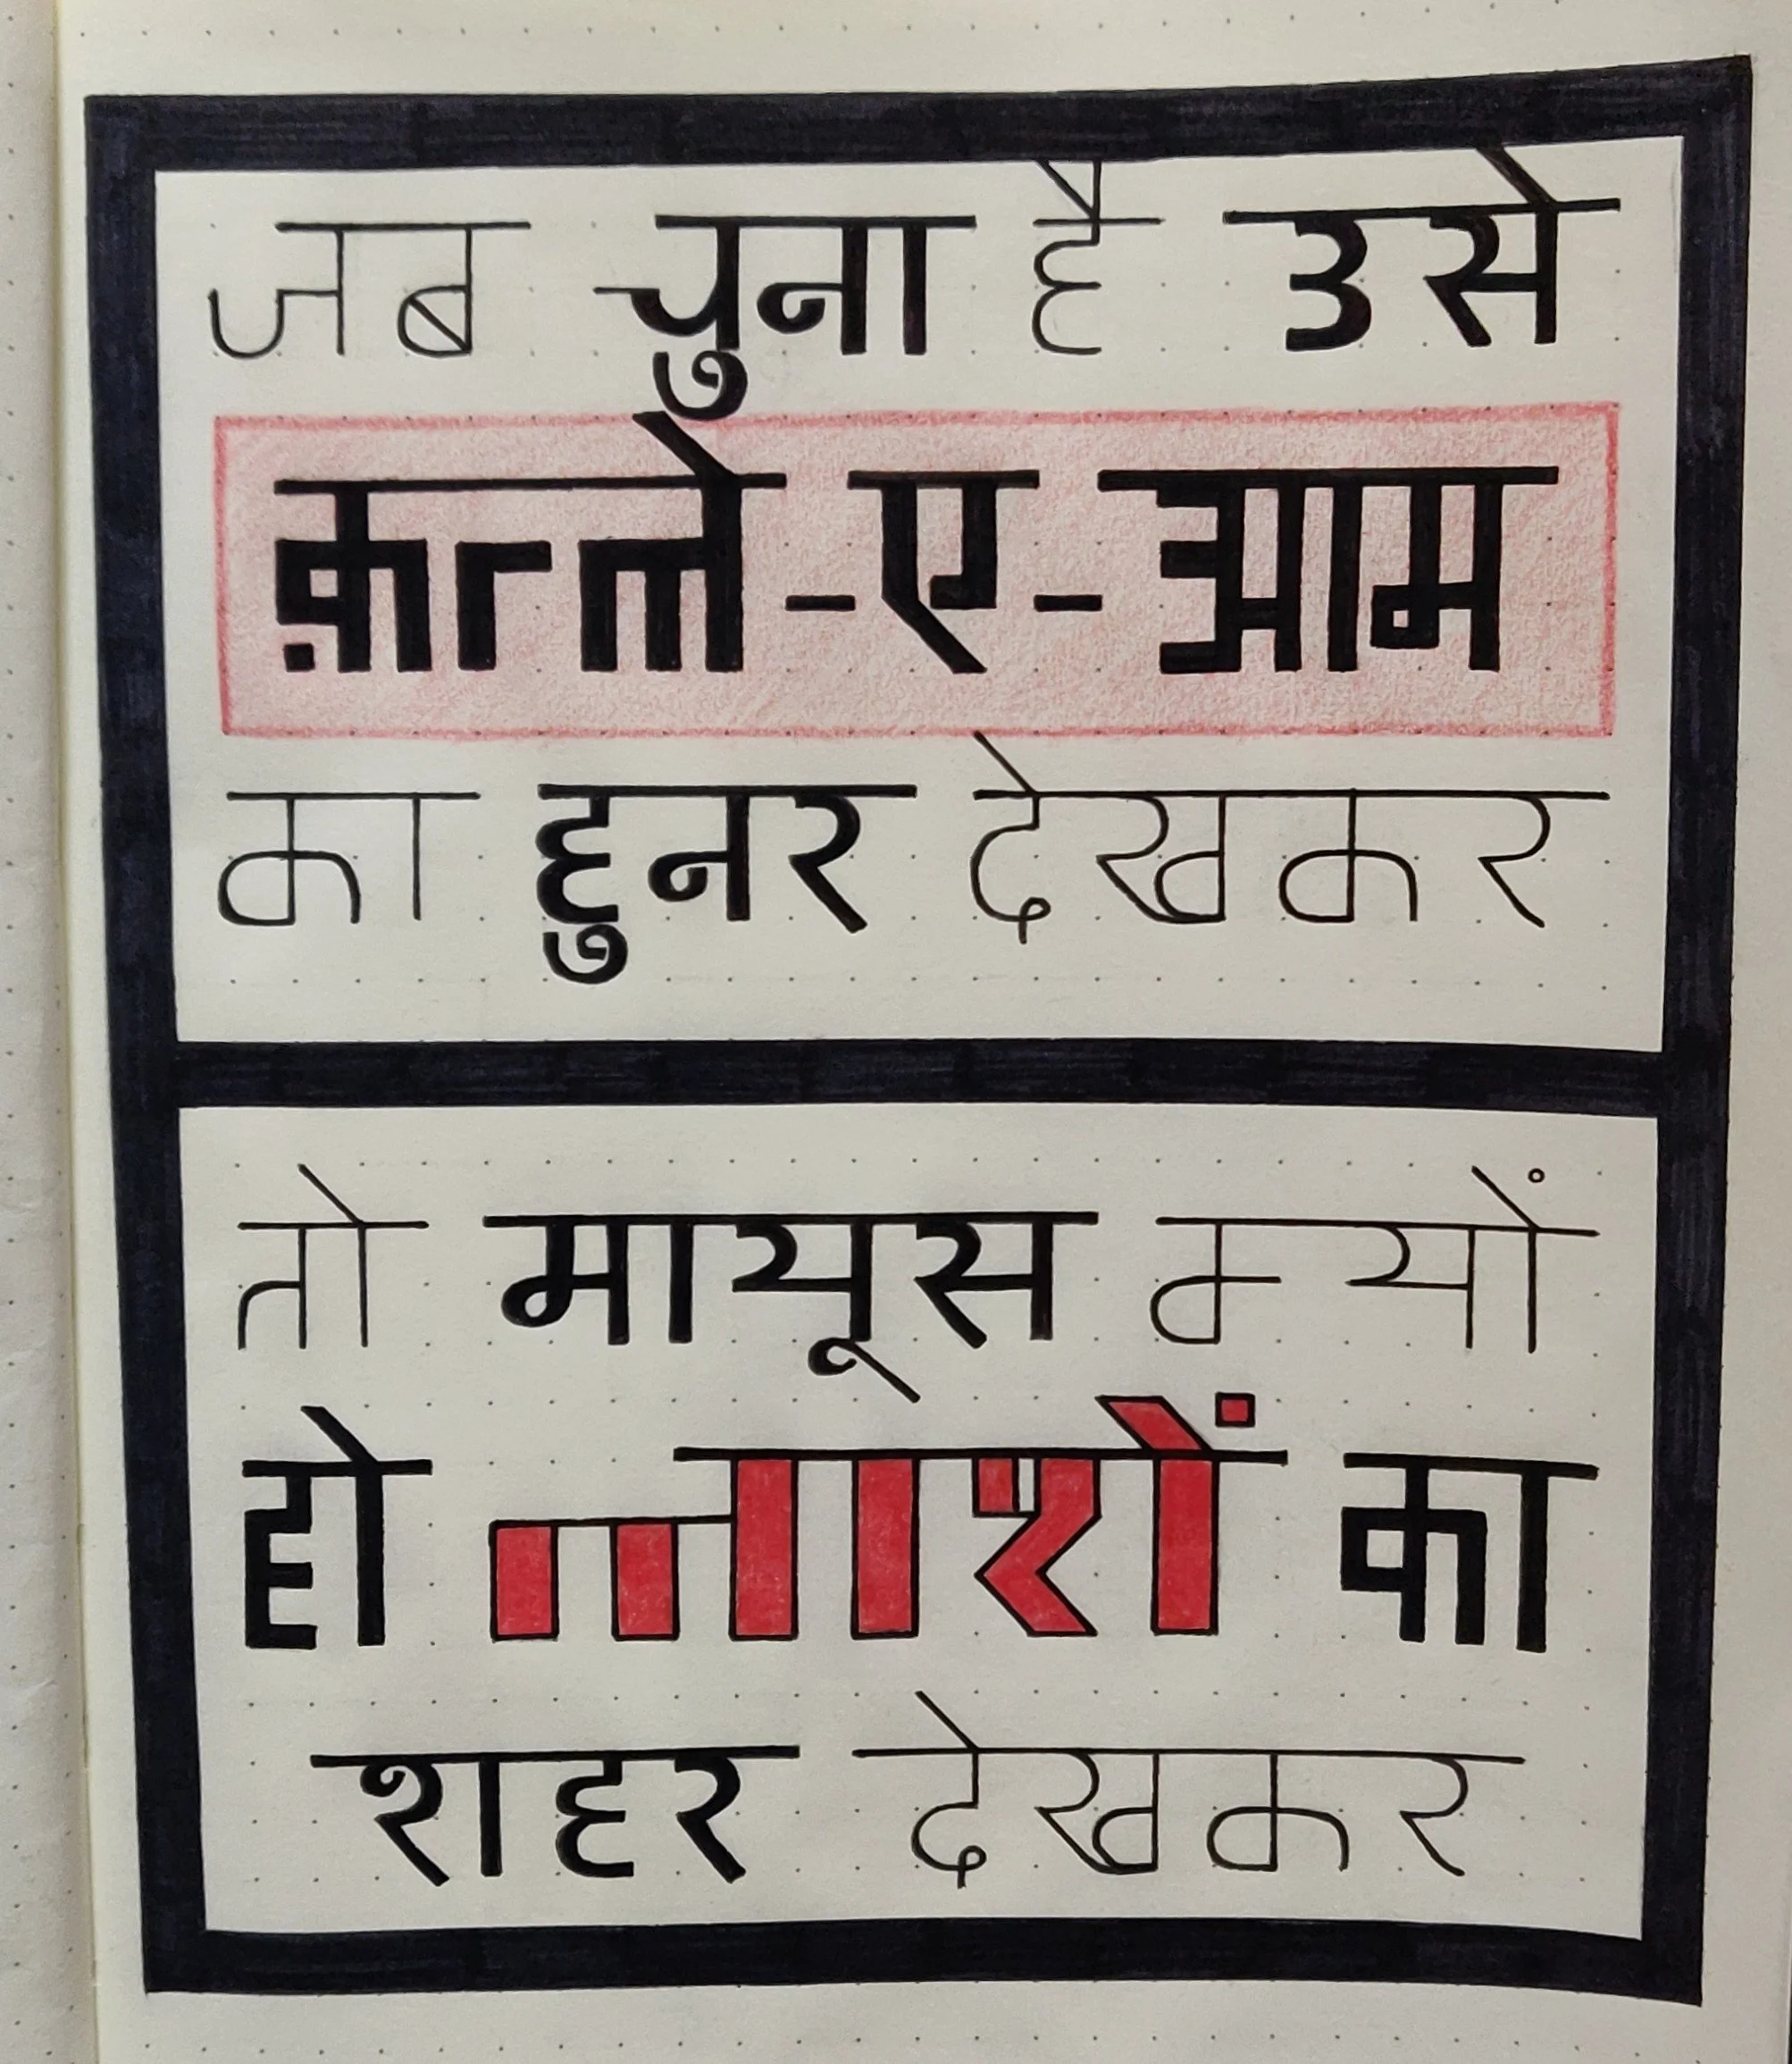 जब चुना है उसे
क़त्ले-ए-आम
का हुनर देखकर
तो मायूस क्यों
हो लाशों का
शहर देखकर